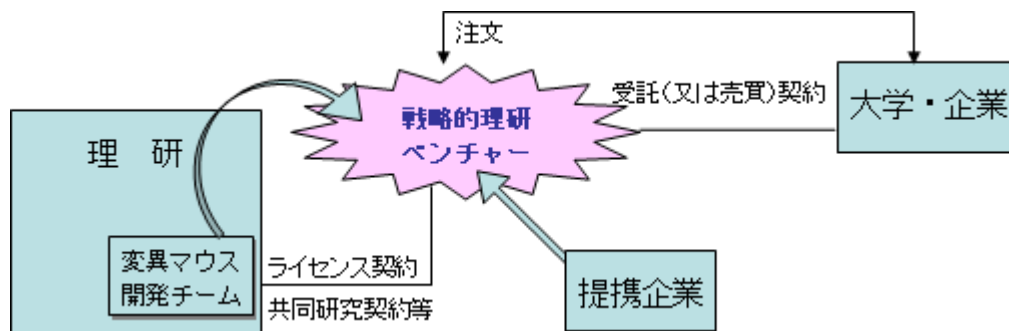 注文
受託(又は売買)契約
大学・企業
戦略的理研
ベンチャー
理 研
変異マウス
開発チーム
ライセンス契約
共同研究契約等
提携企業